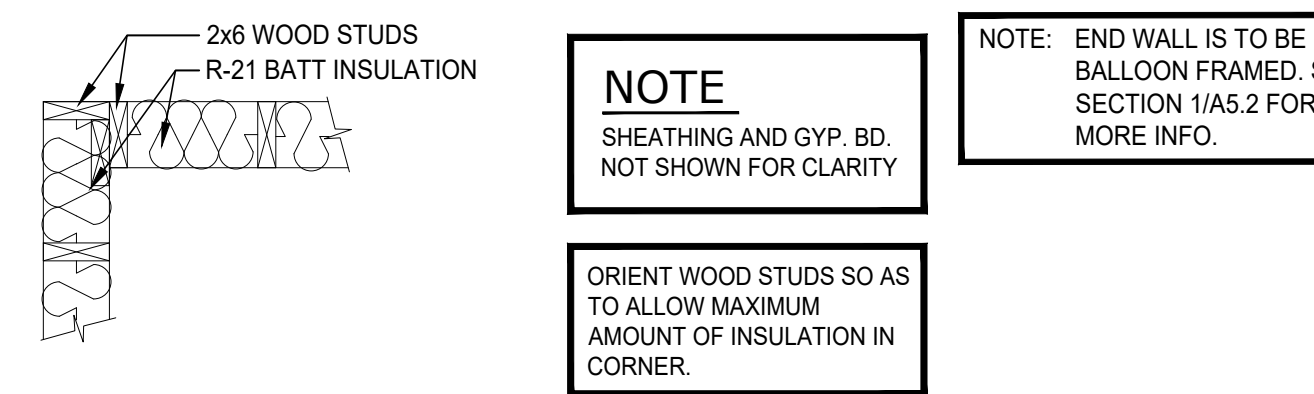 2x6 WOOD STUDS
R-21 BATT INSULATION
NOTE
SHEATHING AND GYP. BD.
NOT SHOWN FOR CLARITY
ORIENT WOOD STUDS SO AS
TO ALLOW MAXIMUM
AMOUNT OF INSULATION IN
CORNER.
NOTE: END WALL IS TO BE
BALLOON FRAMED.
SECTION 1/A5.2 FOR
MORE INFO.